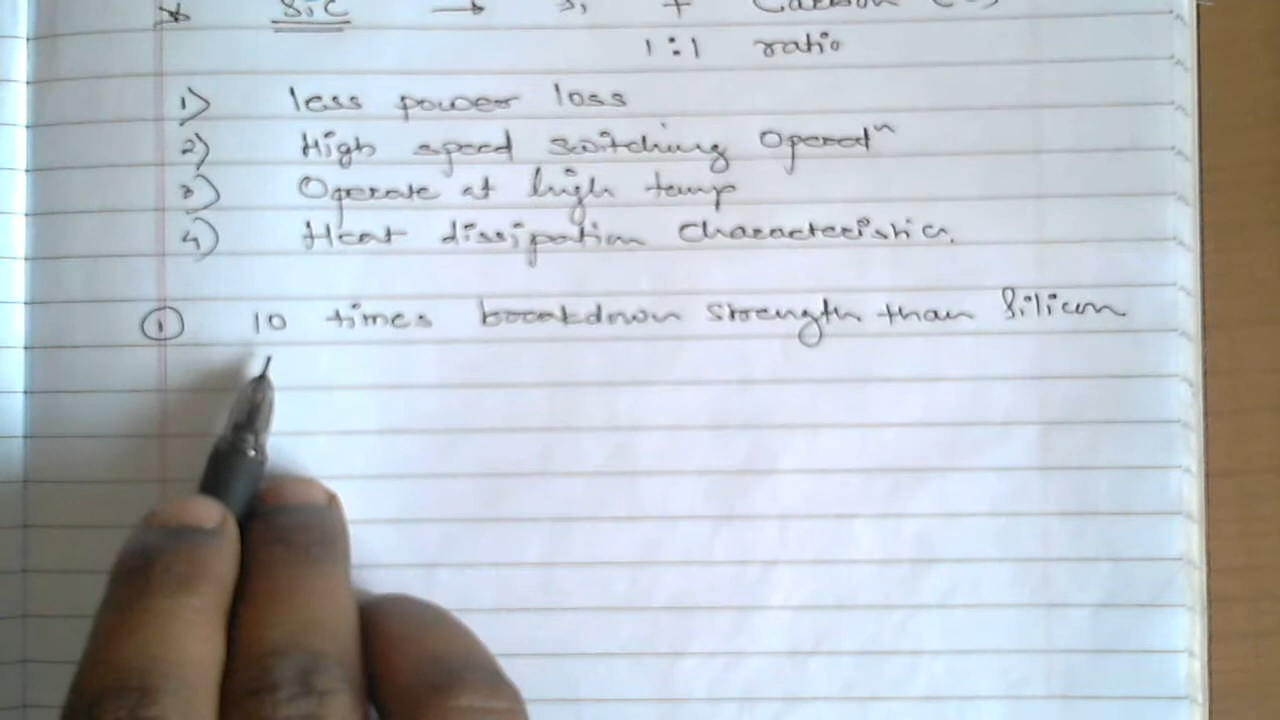 * SiC → Si + Carbon (C)
1:1 ratio
1) less power loss
2) High speed switching Operatⁿ
3) Operate at high temp
4) Heat dissipation characteristics.
① 10 times breakdown strength than Silicon